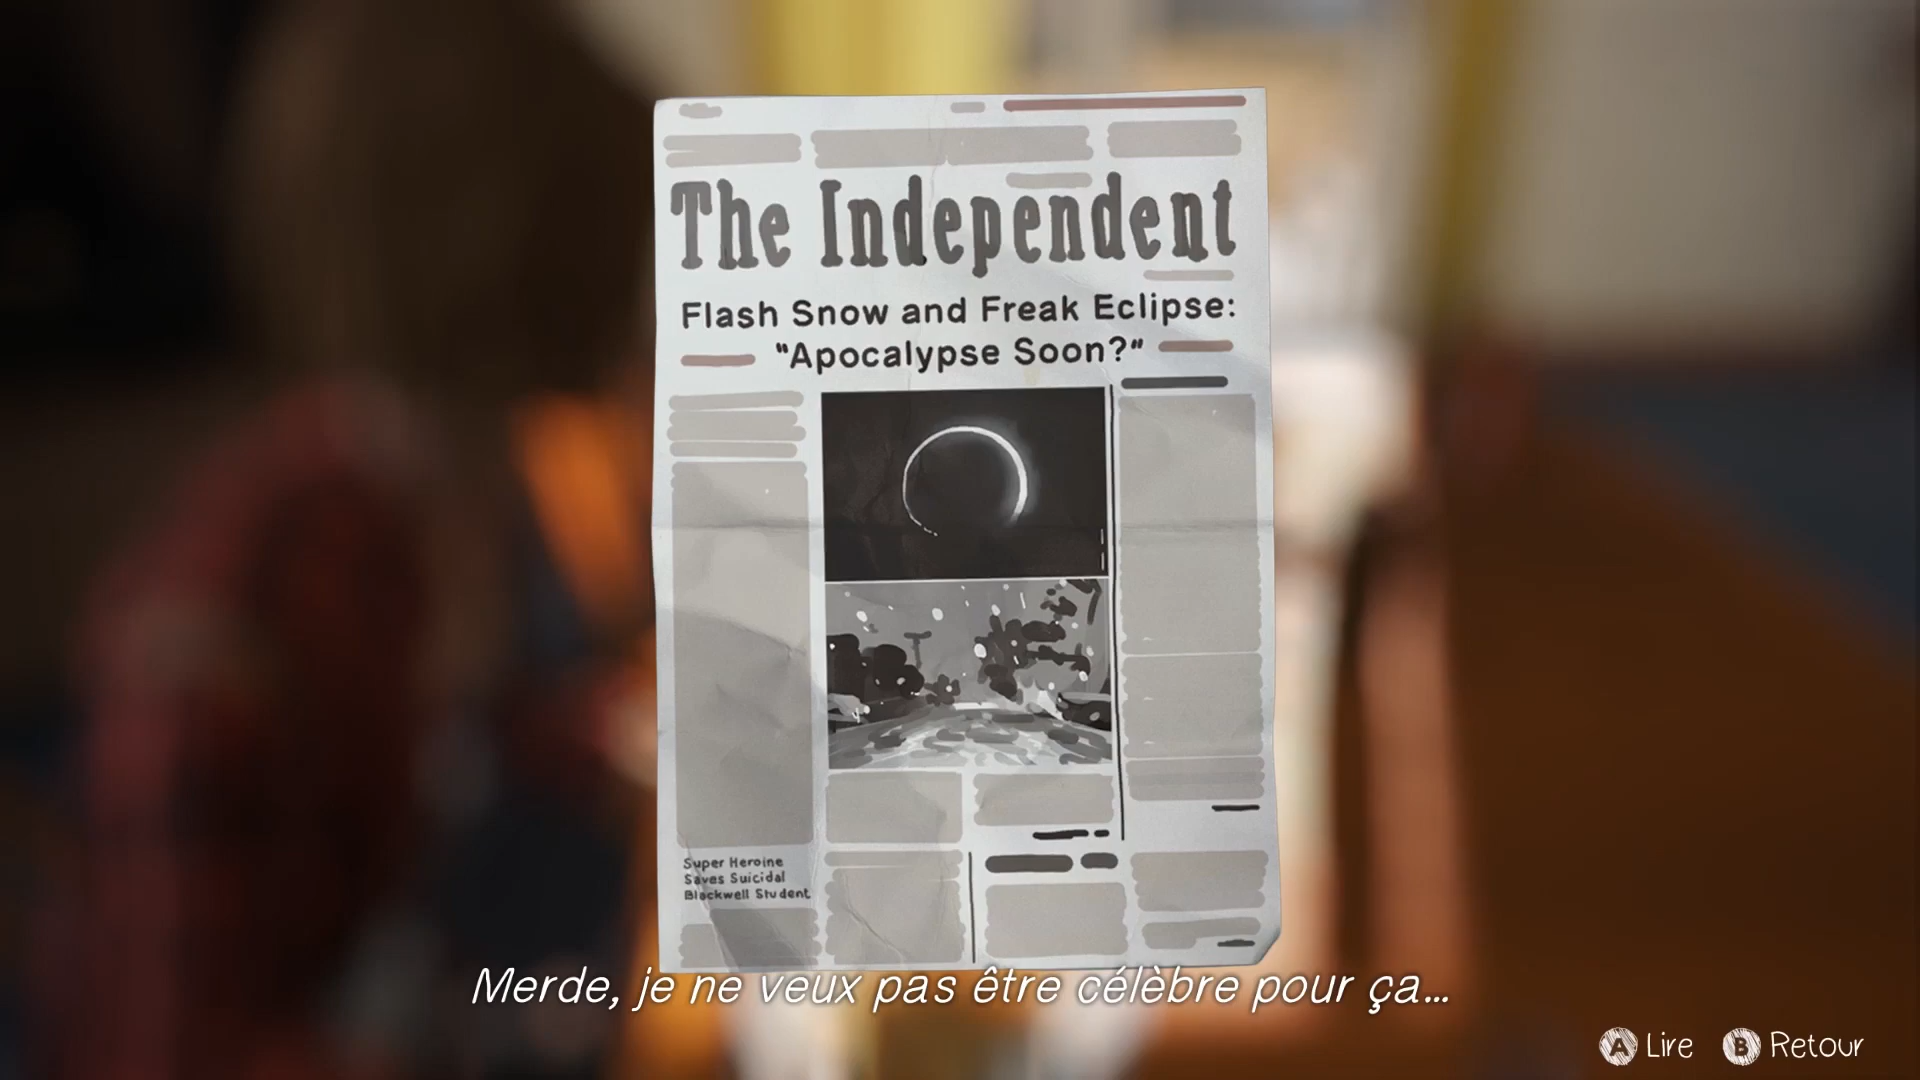 The Independent
Flash Snow and Freak Eclipse:
"Apocalypse Soon?"
Super Heroine
Saves Suicidal
Blackwell Student
Merde, je ne veux pas être célèbre pour ça...
A Lire B Retour